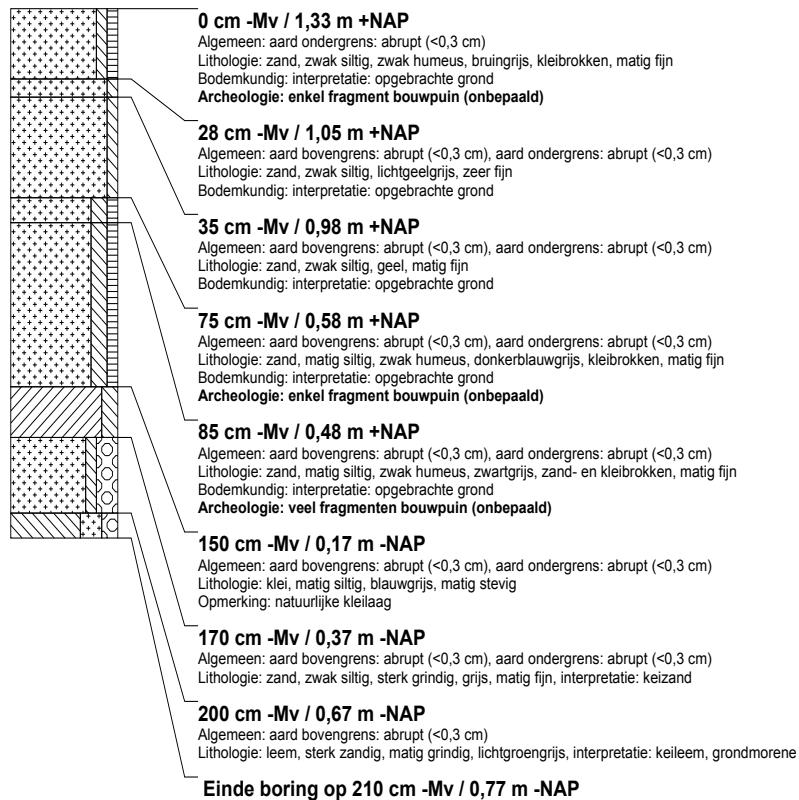 0 cm -Mv / 1,33 m +NAP
Algemeen: aard ondergrens: abrupt (<0,3 cm)
Lithologie: zand, zwak siltig, zwak humeus, bruingrijs, kleibrokken, matig fijn
Bodemkundig: interpretatie: opgebrachte grond
Archeologie: enkel fragment bouwpuin (onbepaald)
28 cm -Mv / 1,05 m +NAP
Algemeen: aard bovengrens: abrupt (<0,3 cm), aard ondergrens: abrupt (<0,3 cm)
Lithologie: zand, zwak siltig, lichtgeelgrijs, zeer fijn
Bodemkundig: interpretatie: opgebrachte grond
35 cm -Mv / 0,98 m +NAP
Algemeen: aard bovengrens: abrupt (<0,3 cm), aard ondergrens: abrupt (<0,3 cm)
Lithologie: zand, zwak siltig, geel, matig fijn
Bodemkundig: interpretatie: opgebrachte grond
75 cm -Mv / 0,58 m +NAP
Algemeen: aard bovengrens: abrupt (<0,3 cm), aard ondergrens: abrupt (<0,3 cm)
Lithologie: zand, matig siltig, zwak humeus, donkerblauwgrijs, kleibrokken, matig fijn
Bodemkundig: interpretatie: opgebrachte grond
Archeologie: enkel fragment bouwpuin (onbepaald)
85 cm -Mv / 0,48 m +NAP
Algemeen: aard bovengrens: abrupt (<0,3 cm), aard ondergrens: abrupt (<0,3 cm)
Lithologie: zand, matig siltig, zwak humeus, zwartgrijs, zand- en kleibrokken, matig fijn
Bodemkundig: interpretatie: opgebrachte grond
Archeologie: veel fragmenten bouwpuin (onbepaald)
150 cm -Mv / 0,17 m -NAP
Algemeen: aard bovengrens: abrupt (<0,3 cm), aard ondergrens: abrupt (<0,3 cm)
Lithologie: klei, matig siltig, blauwgrijs, matig stevig
Opmerking: natuurlijke kleilaag
170 cm -Mv / 0,37 m -NAP
Algemeen: aard bovengrens: abrupt (<0,3 cm), aard ondergrens: abrupt (<0,3 cm)
Lithologie: zand, zwak siltig, sterk grindig, grijs, matig fijn, interpretatie: keizand
200 cm -Mv / 0,67 m -NAP
Algemeen: aard bovengrens: abrupt (<0,3 cm)
Lithologie: leem, sterk zandig, matig grindig, lichtgroengrijs, interpretatie: keileem, grondmorene
Einde boring op 210 cm -Mv / 0,77 m -NAP